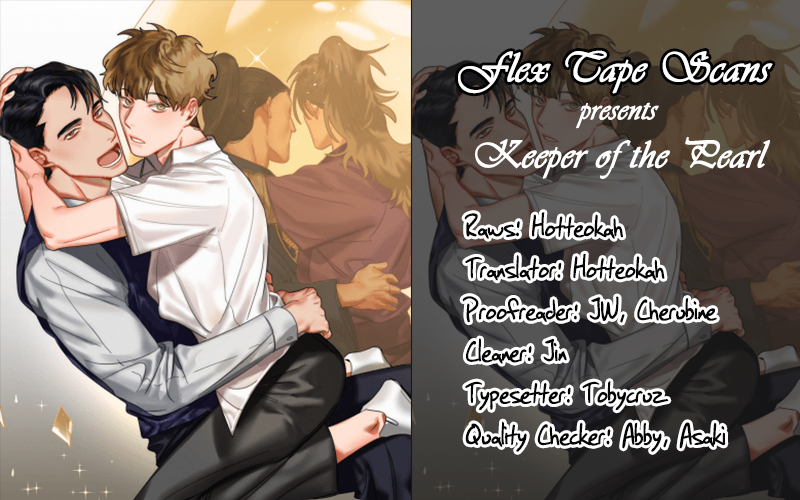 Flex Tape Scans
presents
Keeper of the Pearl
Raws: Hotteokah
Translator: Hotteokah
Proofreader: JW, Cherubine
Cleaner: Jin
Typesetter: Tobycruz
Quality Checker: Abby, Asaki